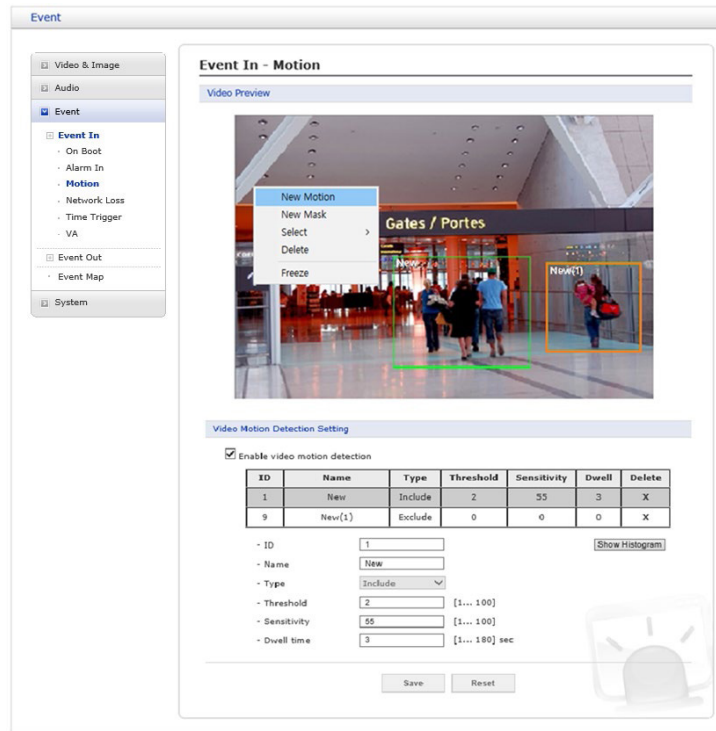 Event
Video & Image
Audio
Event
Event In
On Boot
Alarm In
Motion
Network Loss
Time Trigger
VA
Event Out
Event Map
System
Event In - Motion
Video Preview
New Motion
New Mask
Select >
Delete
Freeze
Gates / Portes
New
New(1)
Video Motion Detection Setting
Enable video motion detection
ID Name Type Threshold Sensitivity Dwell Delete
1 New Include 2 55 3 X
9 New(1) Exclude 0 0 0 X
- ID 1 Show Histogram
- Name New
- Type Include
- Threshold 2 [1... 100]
- Sensitivity 55 [1... 100]
- Dwell time 3 [1... 180] sec
Save Reset